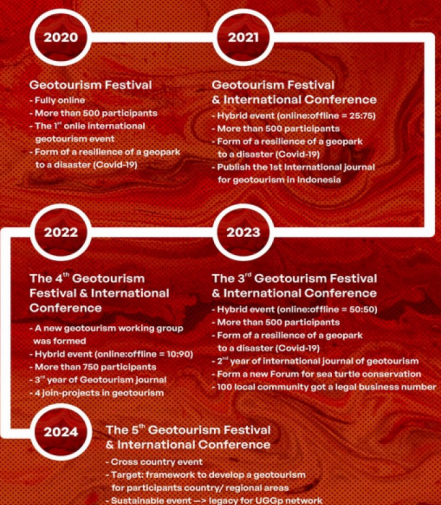 2020
Geotourism Festival
- Fully online
- More than 500 participants
- The 1st onlie international
geotourism event
- Form of a resilience of a geopark
to a disaster (Covid-19)
2021
Geotourism Festival
& International Conference
- Hybrid event (online:offline = 25:75)
- More than 500 participants
- Form of a resilience of a geopark
to a disaster (Covid-19)
- Publish the 1st International journal
for geotourism in Indonesia
2022
The 4th Geotourism
Festival & International
Conference
- A new geotourism working group
was formed
- Hybrid event (online:offline = 10:90)
- More than 750 participants
- 3rd year of Geotourism journal
- 4 join-projects in geotourism
2023
The 3rd Geotourism Festival
& International Conference
- Hybrid event (online:offline = 50:50)
- More than 500 participants
- Form of a resilience of a geopark
to a disaster (Covid-19)
- 2nd year of international journal of geotourism
- Form a new Forum for sea turtle conservation
- 100 local community got a legal business number
2024
The 5th Geotourism Festival
& International Conference
- Cross country event
- Target: framework to develop a geotourism
for participants country/ regional areas
- Sustainable event —> legacy for UGGp network